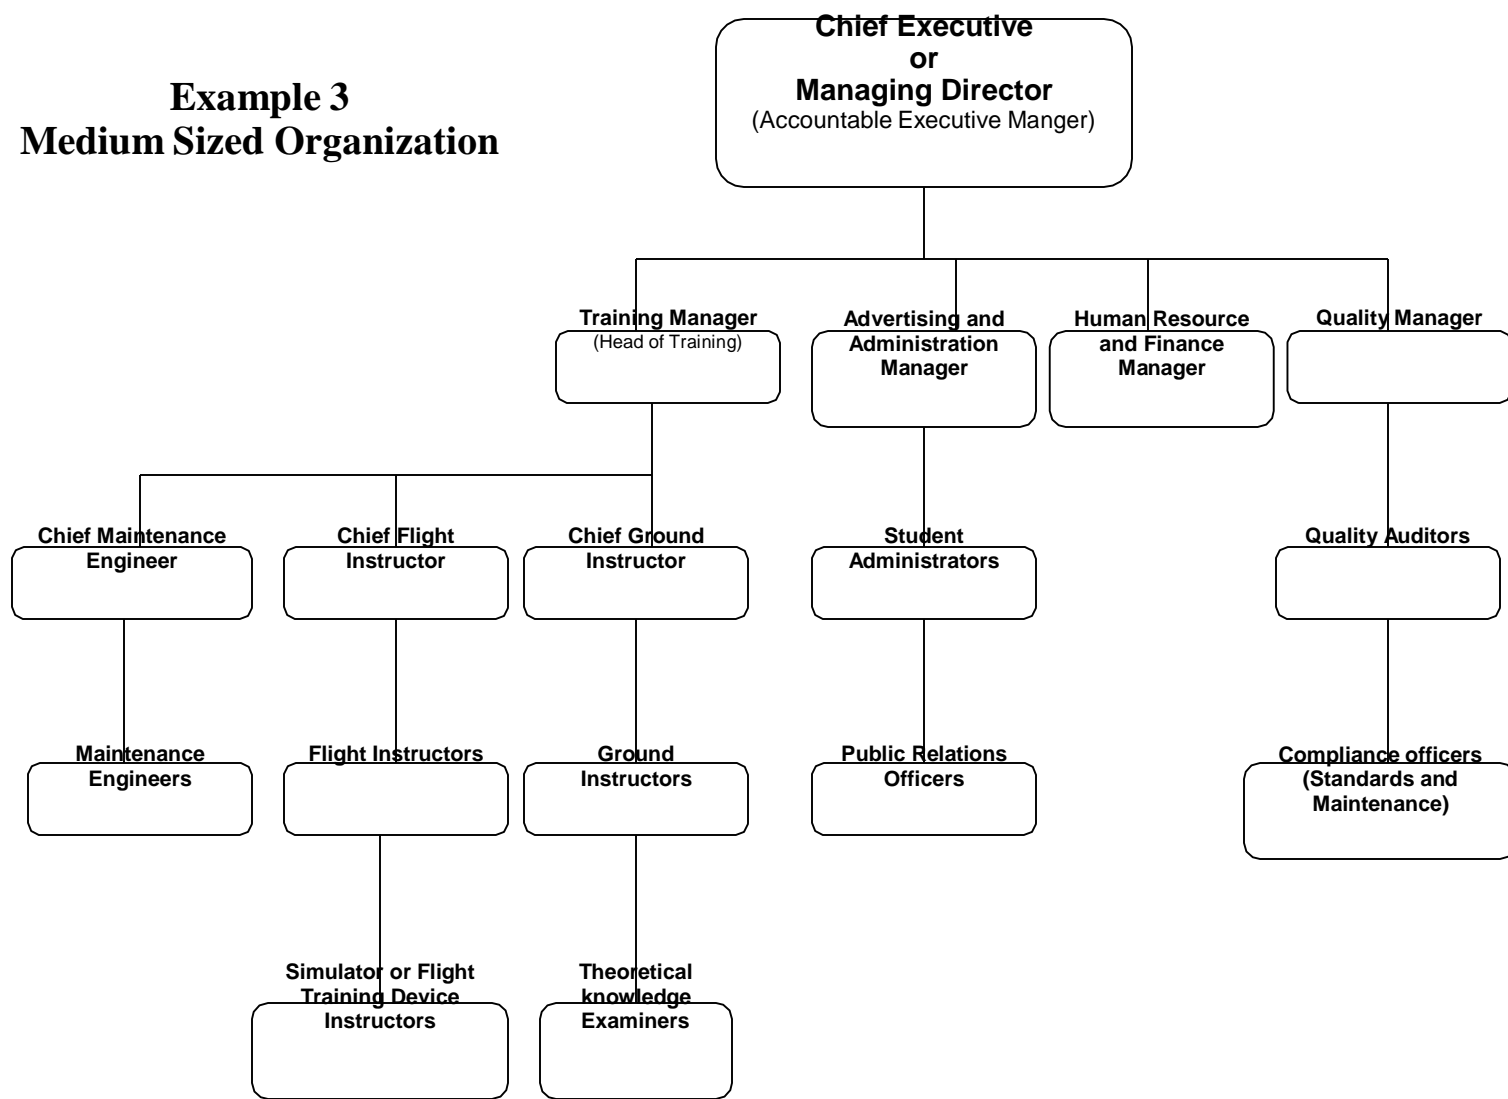 Chief Executive
or
Managing Director
(Accountable Executive Manger)
Example 3
Medium Sized Organization
Training Manager
(Head of Training)
Advertising and
Administration
Manager
Human Resource
and Finance
Manager
Quality Manager
Chief Maintenance
Engineer
Chief Flight
Instructor
Chief Ground
Instructor
Student
Administrators
Quality Auditors
Maintenance
Engineers
Flight Instructors
Ground
Instructors
Public Relations
Officers
Compliance officers
(Standards and
Maintenance)
Simulator or Flight
Training Device
Instructors
Theoretical
knowledge
Examiners